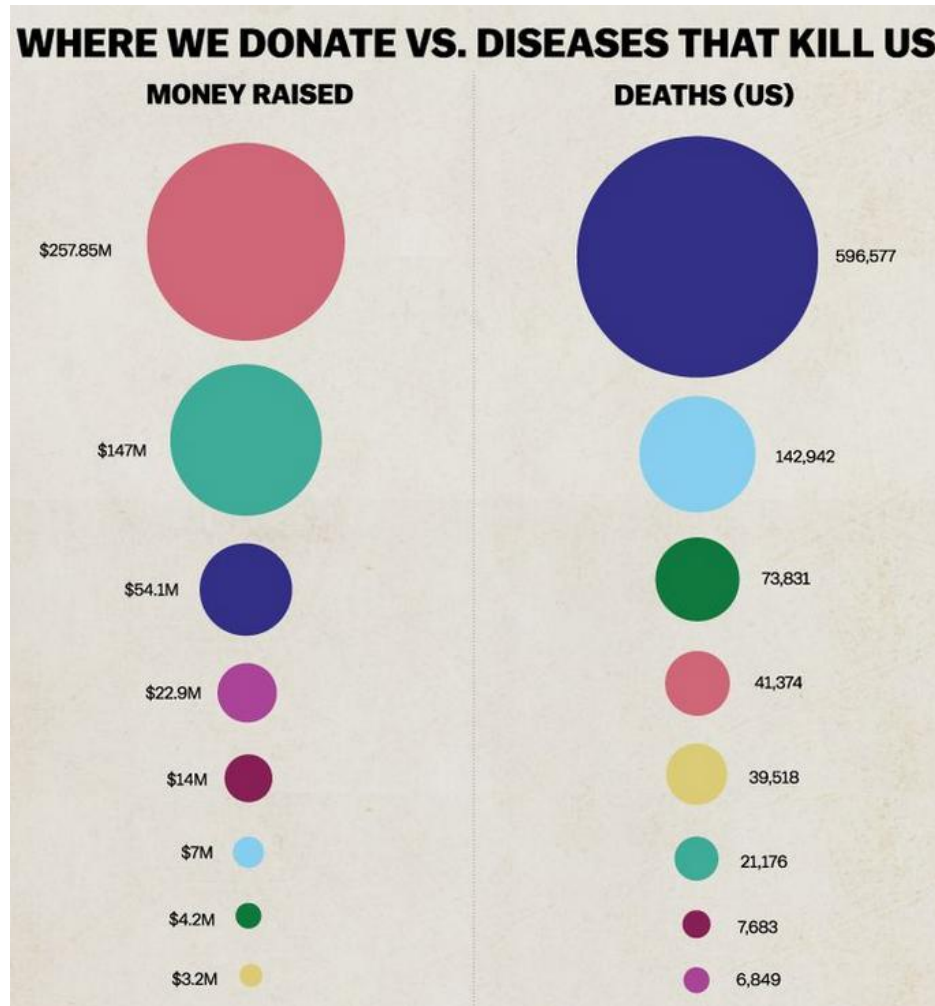 WHERE WE DONATE VS. DISEASES THAT KILL US
MONEY RAISED
DEATHS (US)
$257.85M
$147M
$54.1M
$22.9M
$14M
$7M
$4.2M
$3.2M
596,577
142,942
73,831
41,374
39,518
21,176
7,683
6,849